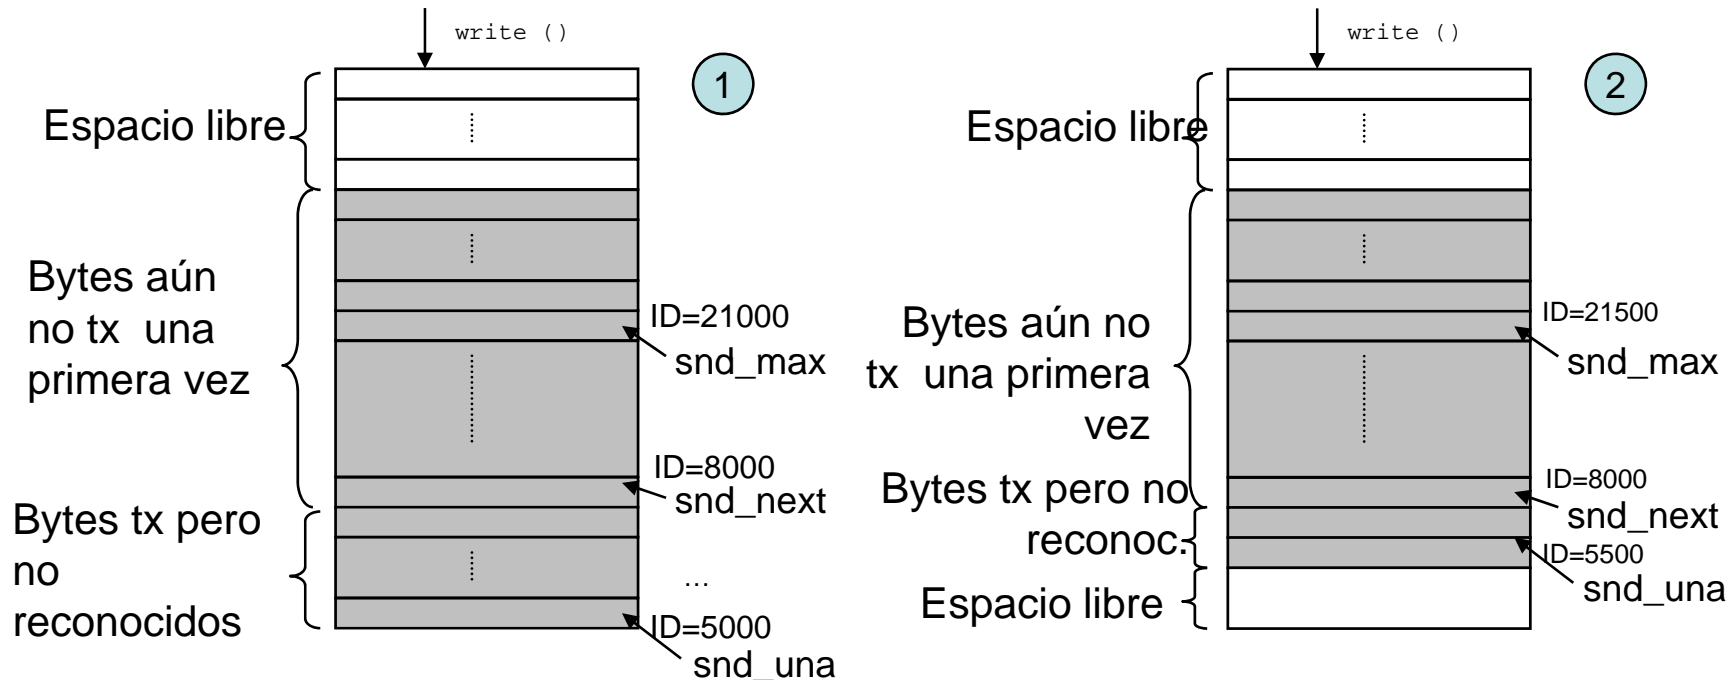 write ()
1
Espacio libre
Bytes aún
no tx una
primera vez
ID=21000
snd_max
ID=8000
snd_next
Bytes tx pero
no
reconocidos
...
ID=5000
snd_una
write ()
2
Espacio libre
Bytes aún no
tx una primera
vez
ID=21500
snd_max
ID=8000
snd_next
Bytes tx pero no
reconoc.
ID=5500
snd_una
Espacio libre